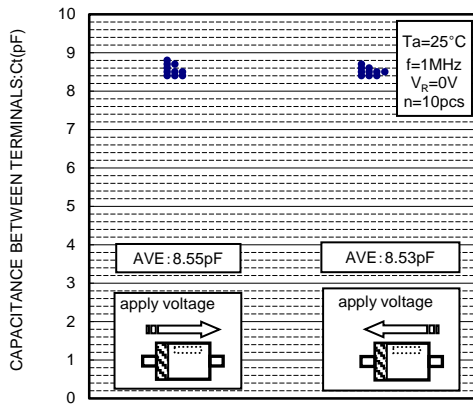 CAPACITANCE BETWEEN TERMINALS:Ct(pF)
10
9
8
7
6
5
4
3
2
1
0
Ta=25°C
f=1MHz
VR=0V
n=10pcs
AVE:8.55pF
AVE:8.53pF
apply voltage
apply voltage